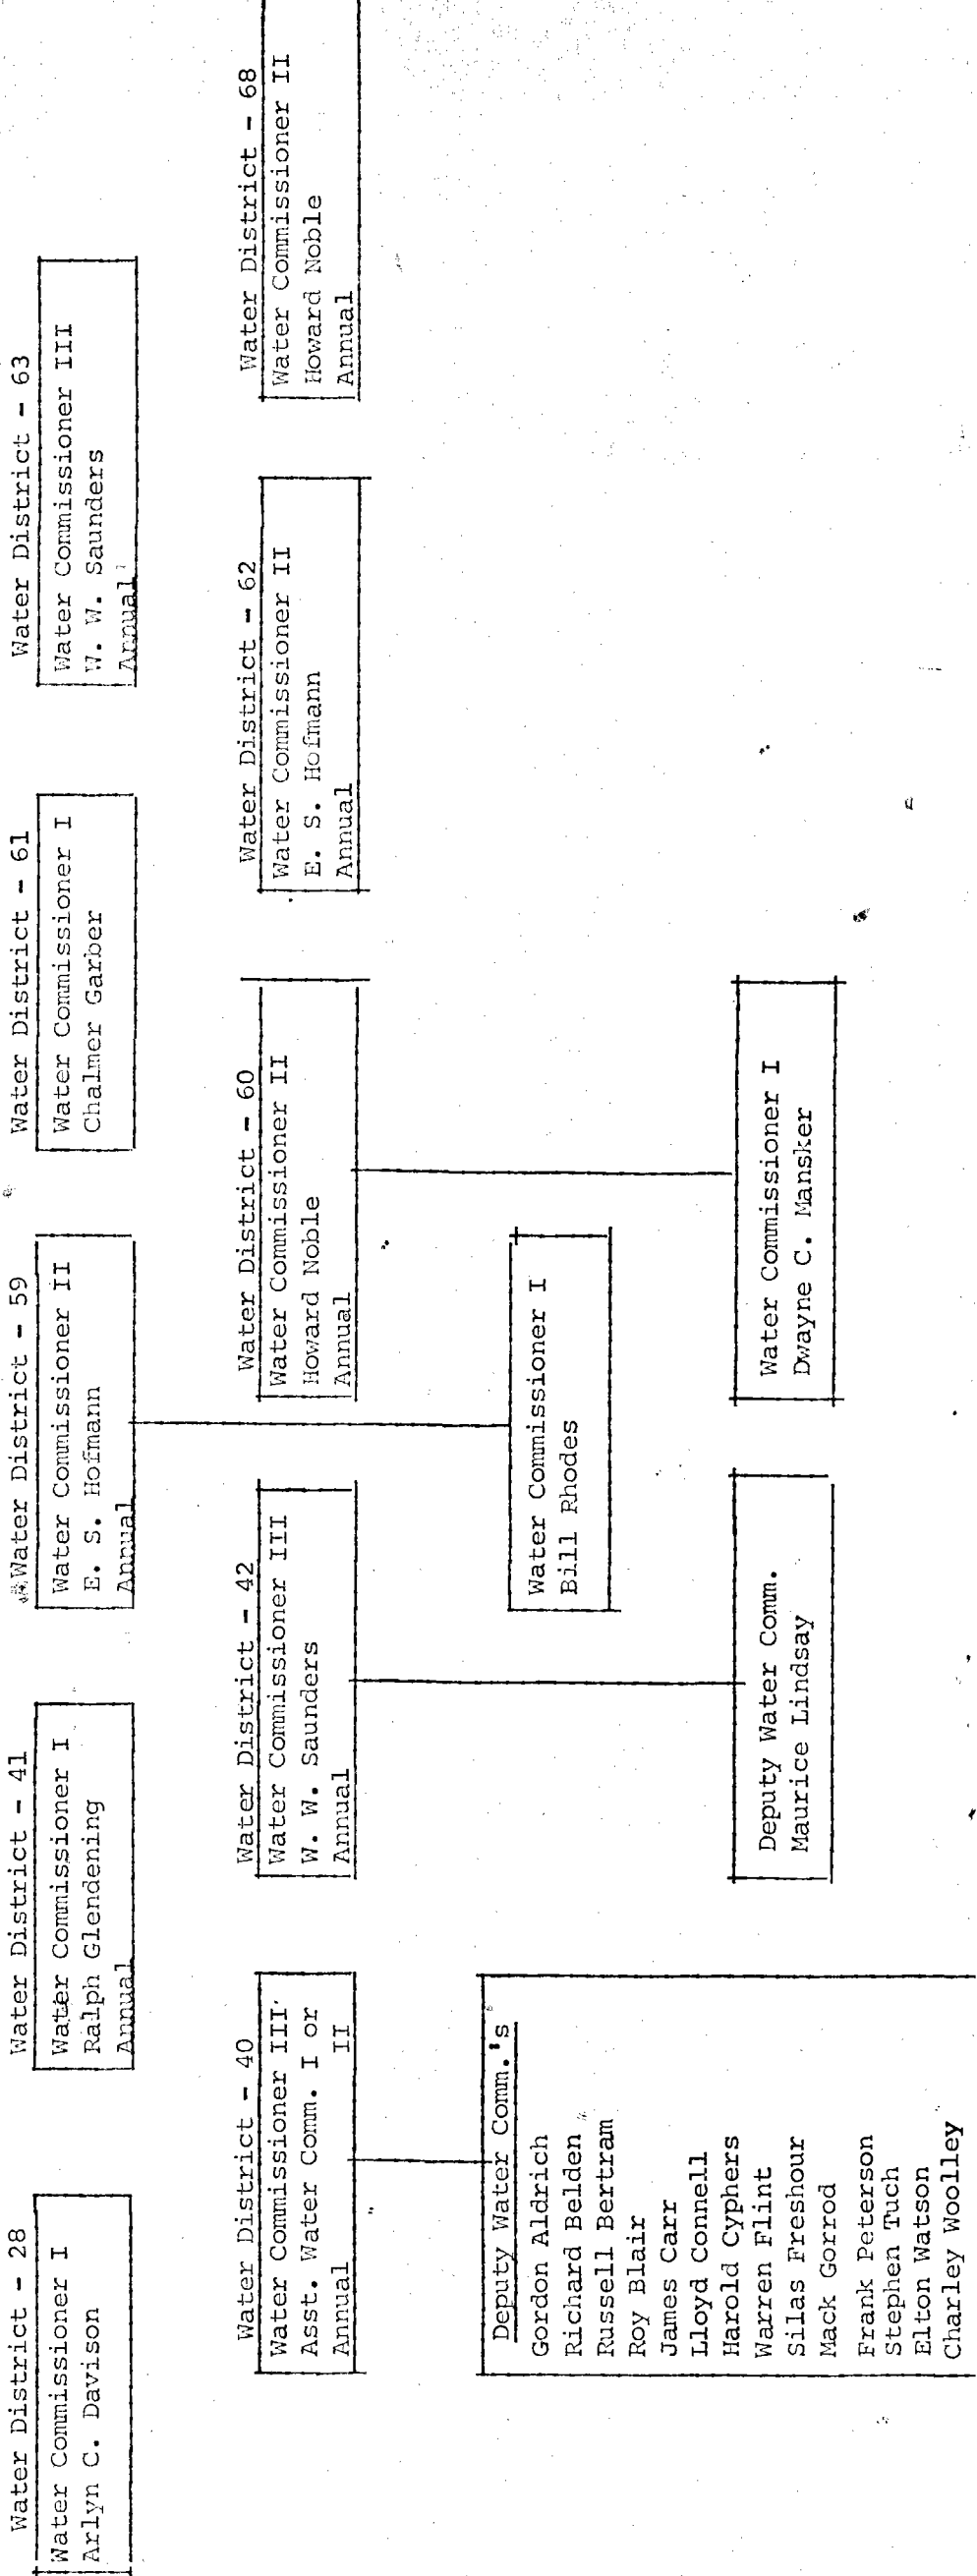 Water District - 28
Water Commissioner I
Arlyn C. Davison
Water District - 41
Water Commissioner I
Ralph Glendening
Annual
Water District - 59
Water Commissioner II
E. S. Hofmann
Annual
Water District - 61
Water Commissioner I
Chalmer Garber
Water District - 63
Water Commissioner III
W. W. Saunders
Annual
Water District - 40
Water Commissioner III
Asst. Water Comm. I or
II
Annual
Water District - 42
Water Commissioner III
W. W. Saunders
Annual
Water District - 60
Water Commissioner II
Howard Noble
Annual
Water District - 62
Water Commissioner II
E. S. Hofmann
Annual
Water District - 68
Water Commissioner II
Howard Noble
Annual
Water Commissioner I
Bill Rhodes
Deputy Water Comm.'s
Gordon Aldrich
Richard Belden
Russell Bertram
Roy Blair
James Carr
Lloyd Connell
Harold Cyphers
Warren Flint
Silas Freshour
Mack Gorrod
Frank Peterson
Stephen Tuch
Elton Watson
Charley Woolley
Deputy Water Comm.
Maurice Lindsay
Water Commissioner I
Dwayne C. Mansker